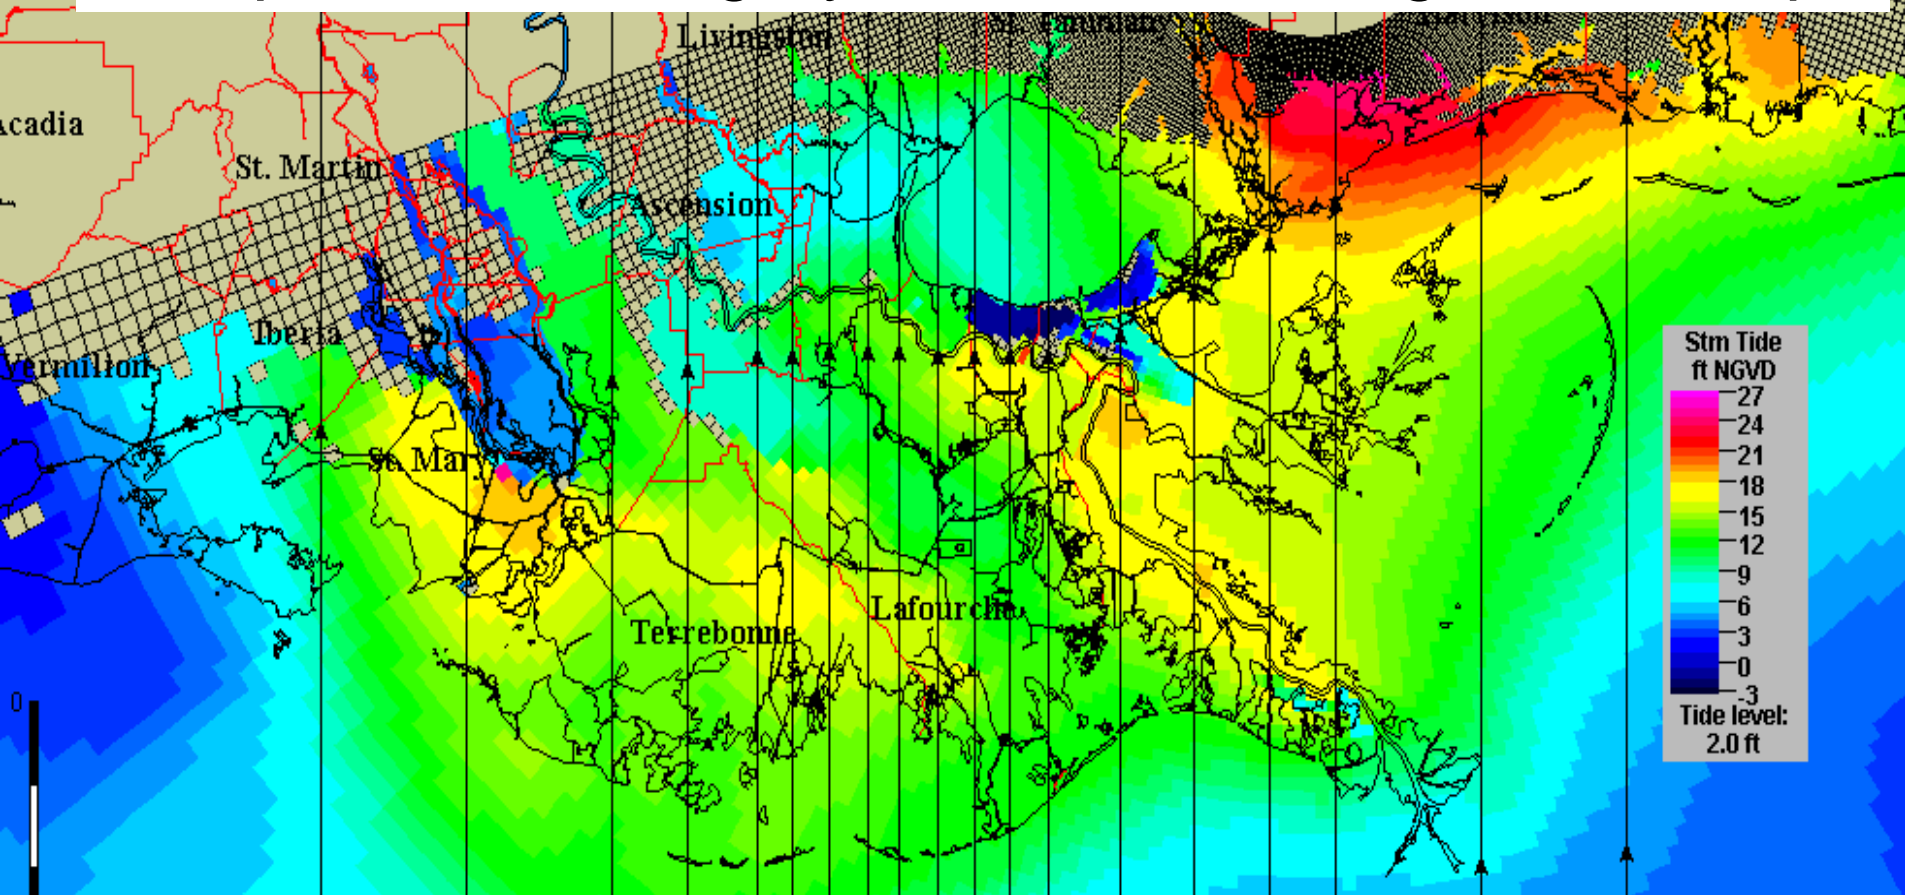 Livingston
Acadia
St. Martin
Ascension
Iberia
Vermilion
St. Mary
Terrebonne
Lafourche
0
Stm Tide
ft NGVD
27
24
21
18
15
12
9
6
3
0
-3
Tide level:
2.0 ft